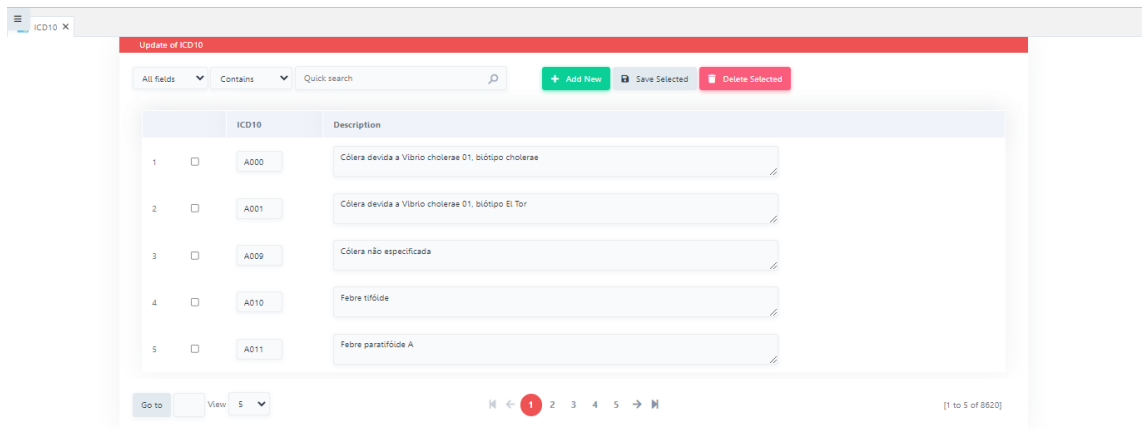 ICD10 X
Update of ICD10
All fields Contains Quick search + Add New Save Selected Delete Selected
ICD10 Description
1 A000 Cólera devida a Vibrio cholerae 01, biótipo cholerae
2 A001 Cólera devida a Vibrio cholerae 01, biótipo El Tor
3 A009 Cólera não especificada
4 A010 Febre tifóide
5 A011 Febre paratifóide A
Go to View 5 1 2 3 4 5 [1 to 5 of 8620]